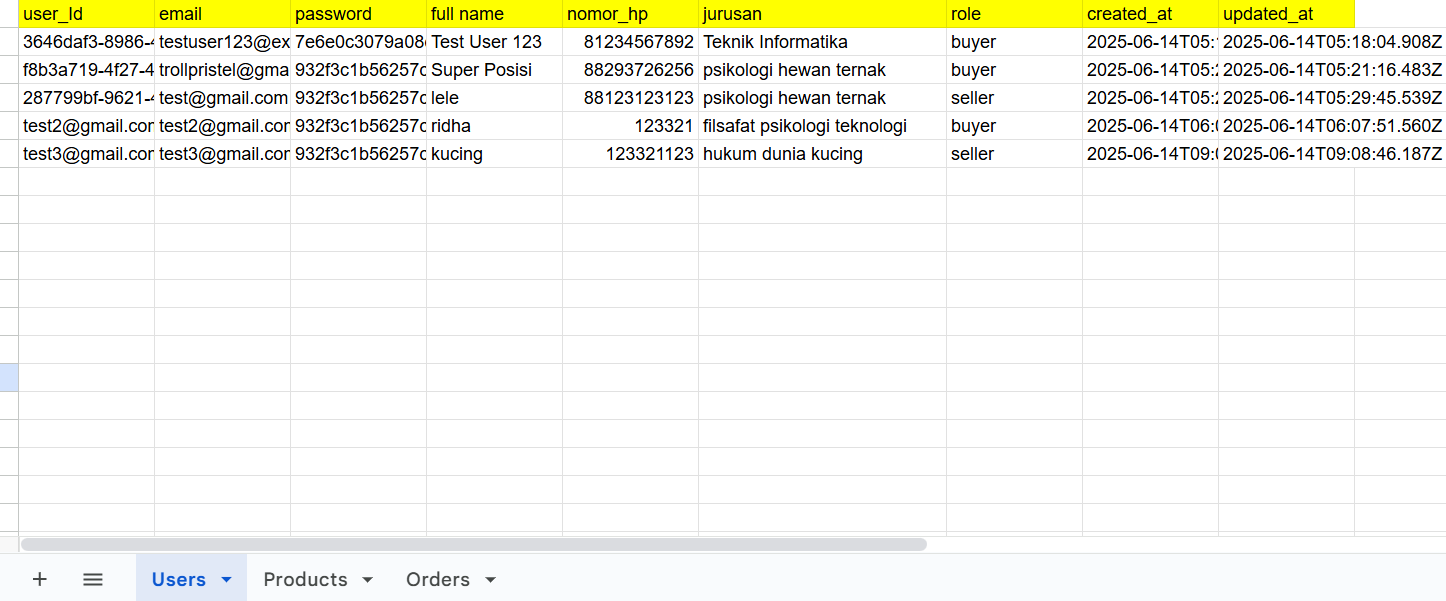 user_Id email password full name nomor_hp jurusan role created_at updated_at
3646daf3-8986-4 testuser123@ex 7e6e0c3079a08 Test User 123 81234567892 Teknik Informatika buyer 2025-06-14T05: 2025-06-14T05:18:04.908Z
f8b3a719-4f27-4 trollpristel@gma 932f3c1b56257c Super Posisi 88293726256 psikologi hewan ternak buyer 2025-06-14T05:2 2025-06-14T05:21:16.483Z
287799bf-9621-4 test@gmail.com 932f3c1b56257c lele 88123123123 psikologi hewan ternak seller 2025-06-14T05:2 2025-06-14T05:29:45.539Z
test2@gmail.com test2@gmail.com 932f3c1b56257c ridha 123321 filsafat psikologi teknologi buyer 2025-06-14T06:0 2025-06-14T06:07:51.560Z
test3@gmail.com test3@gmail.com 932f3c1b56257c kucing 123321123 hukum dunia kucing seller 2025-06-14T09:0 2025-06-14T09:08:46.187Z
Users Products Orders